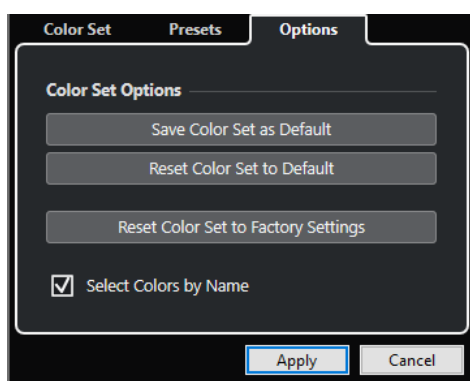 Color Set Presets Options
Color Set Options
Save Color Set as Default
Reset Color Set to Default
Reset Color Set to Factory Settings
Select Colors by Name
Apply Cancel